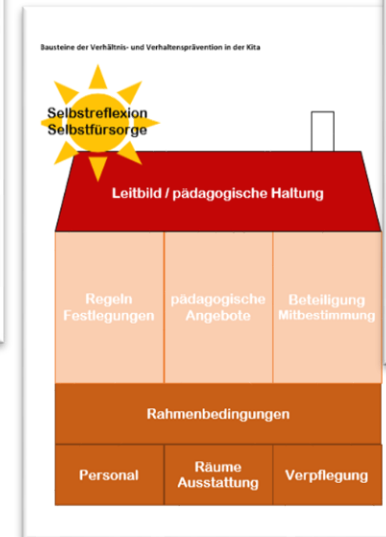 Bausteine der Verhältnis- und Verhaltensprävention in der Kita
Selbstreflexion
Selbstfürsorge
Leitbild / pädagogische Haltung
Regeln
Festlegungen
pädagogische
Angebote
Beteiligung
Mitbestimmung
Rahmenbedingungen
Personal
Räume
Ausstattung
Verpflegung